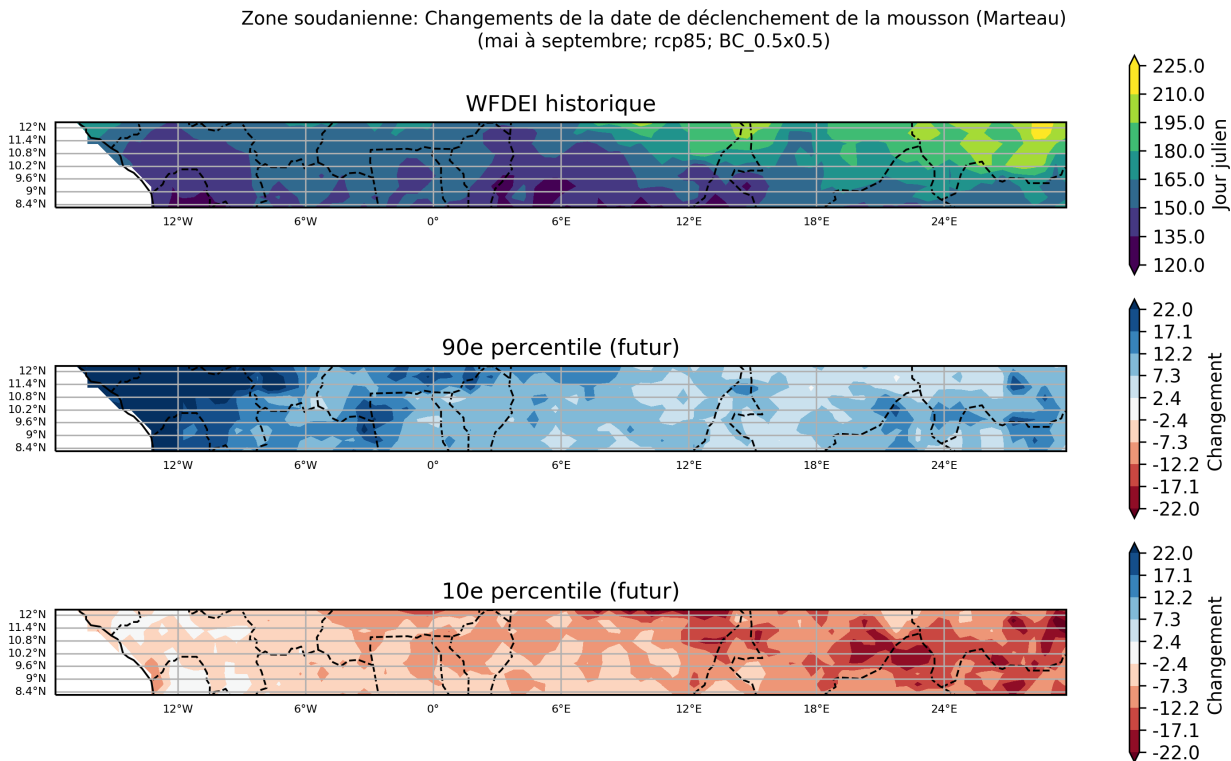 Zone soudanienne: Changements de la date de déclenchement de la mousson (Marteau)
(mai à septembre; rcp85; BC_0.5x0.5)
WFDEI historique
12°N
11.4°N
10.8°N
10.2°N
9.6°N
9°N
8.4°N
12°W
6°W
0°
6°E
12°E
18°E
24°E
225.0
210.0
195.0
180.0
165.0
150.0
135.0
120.0
Jour julien
90e percentile (futur)
12°N
11.4°N
10.8°N
10.2°N
9.6°N
9°N
8.4°N
12°W
6°W
0°
6°E
12°E
18°E
24°E
22.0
17.1
12.2
7.3
2.4
-2.4
-7.3
-12.2
-17.1
-22.0
Changement
10e percentile (futur)
12°N
11.4°N
10.8°N
10.2°N
9.6°N
9°N
8.4°N
12°W
6°W
0°
6°E
12°E
18°E
24°E
22.0
17.1
12.2
7.3
2.4
-2.4
-7.3
-12.2
-17.1
-22.0
Changement